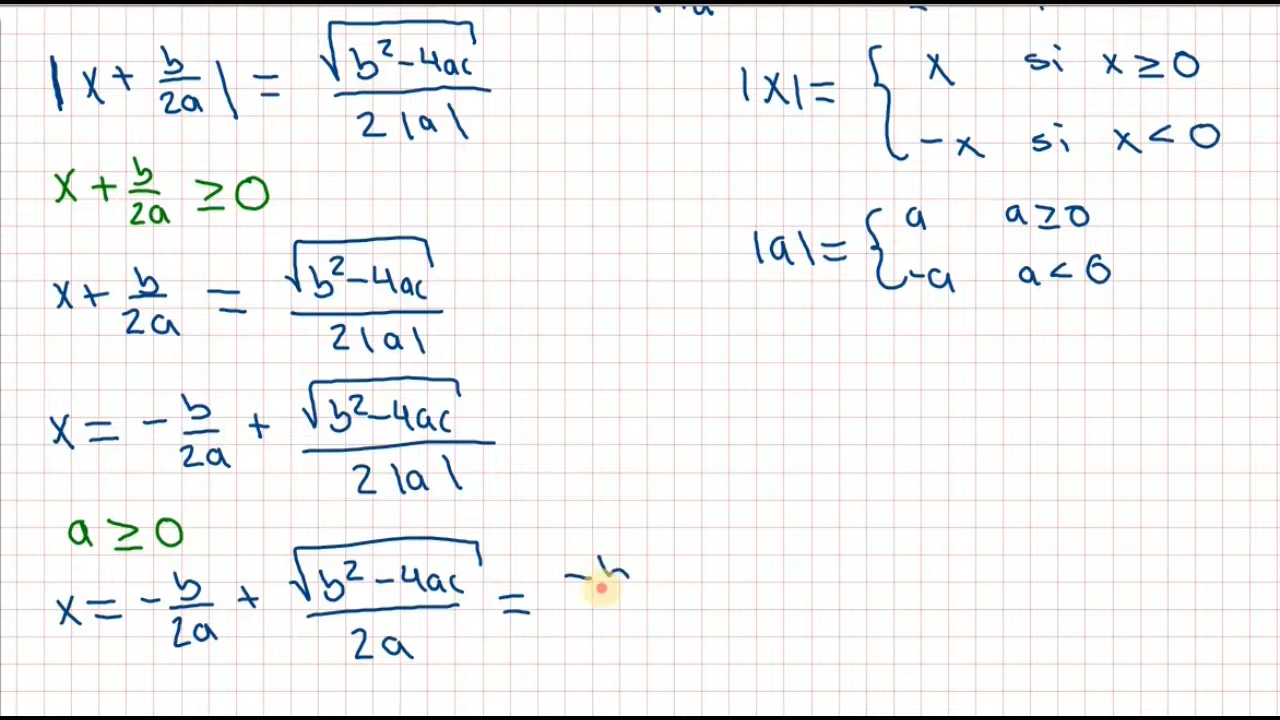 |x + b/2a| = √(b² - 4ac) / 2|a|
x + b/2a ≥ 0
x + b/2a = √(b² - 4ac) / 2|a|
x = - b/2a + √(b² - 4ac) / 2|a|
a ≥ 0
x = - b/2a + √(b² - 4ac) / 2a = -b
|x| = { x si x ≥ 0
-x si x < 0
|a| = { a a ≥ 0
-a a < 0